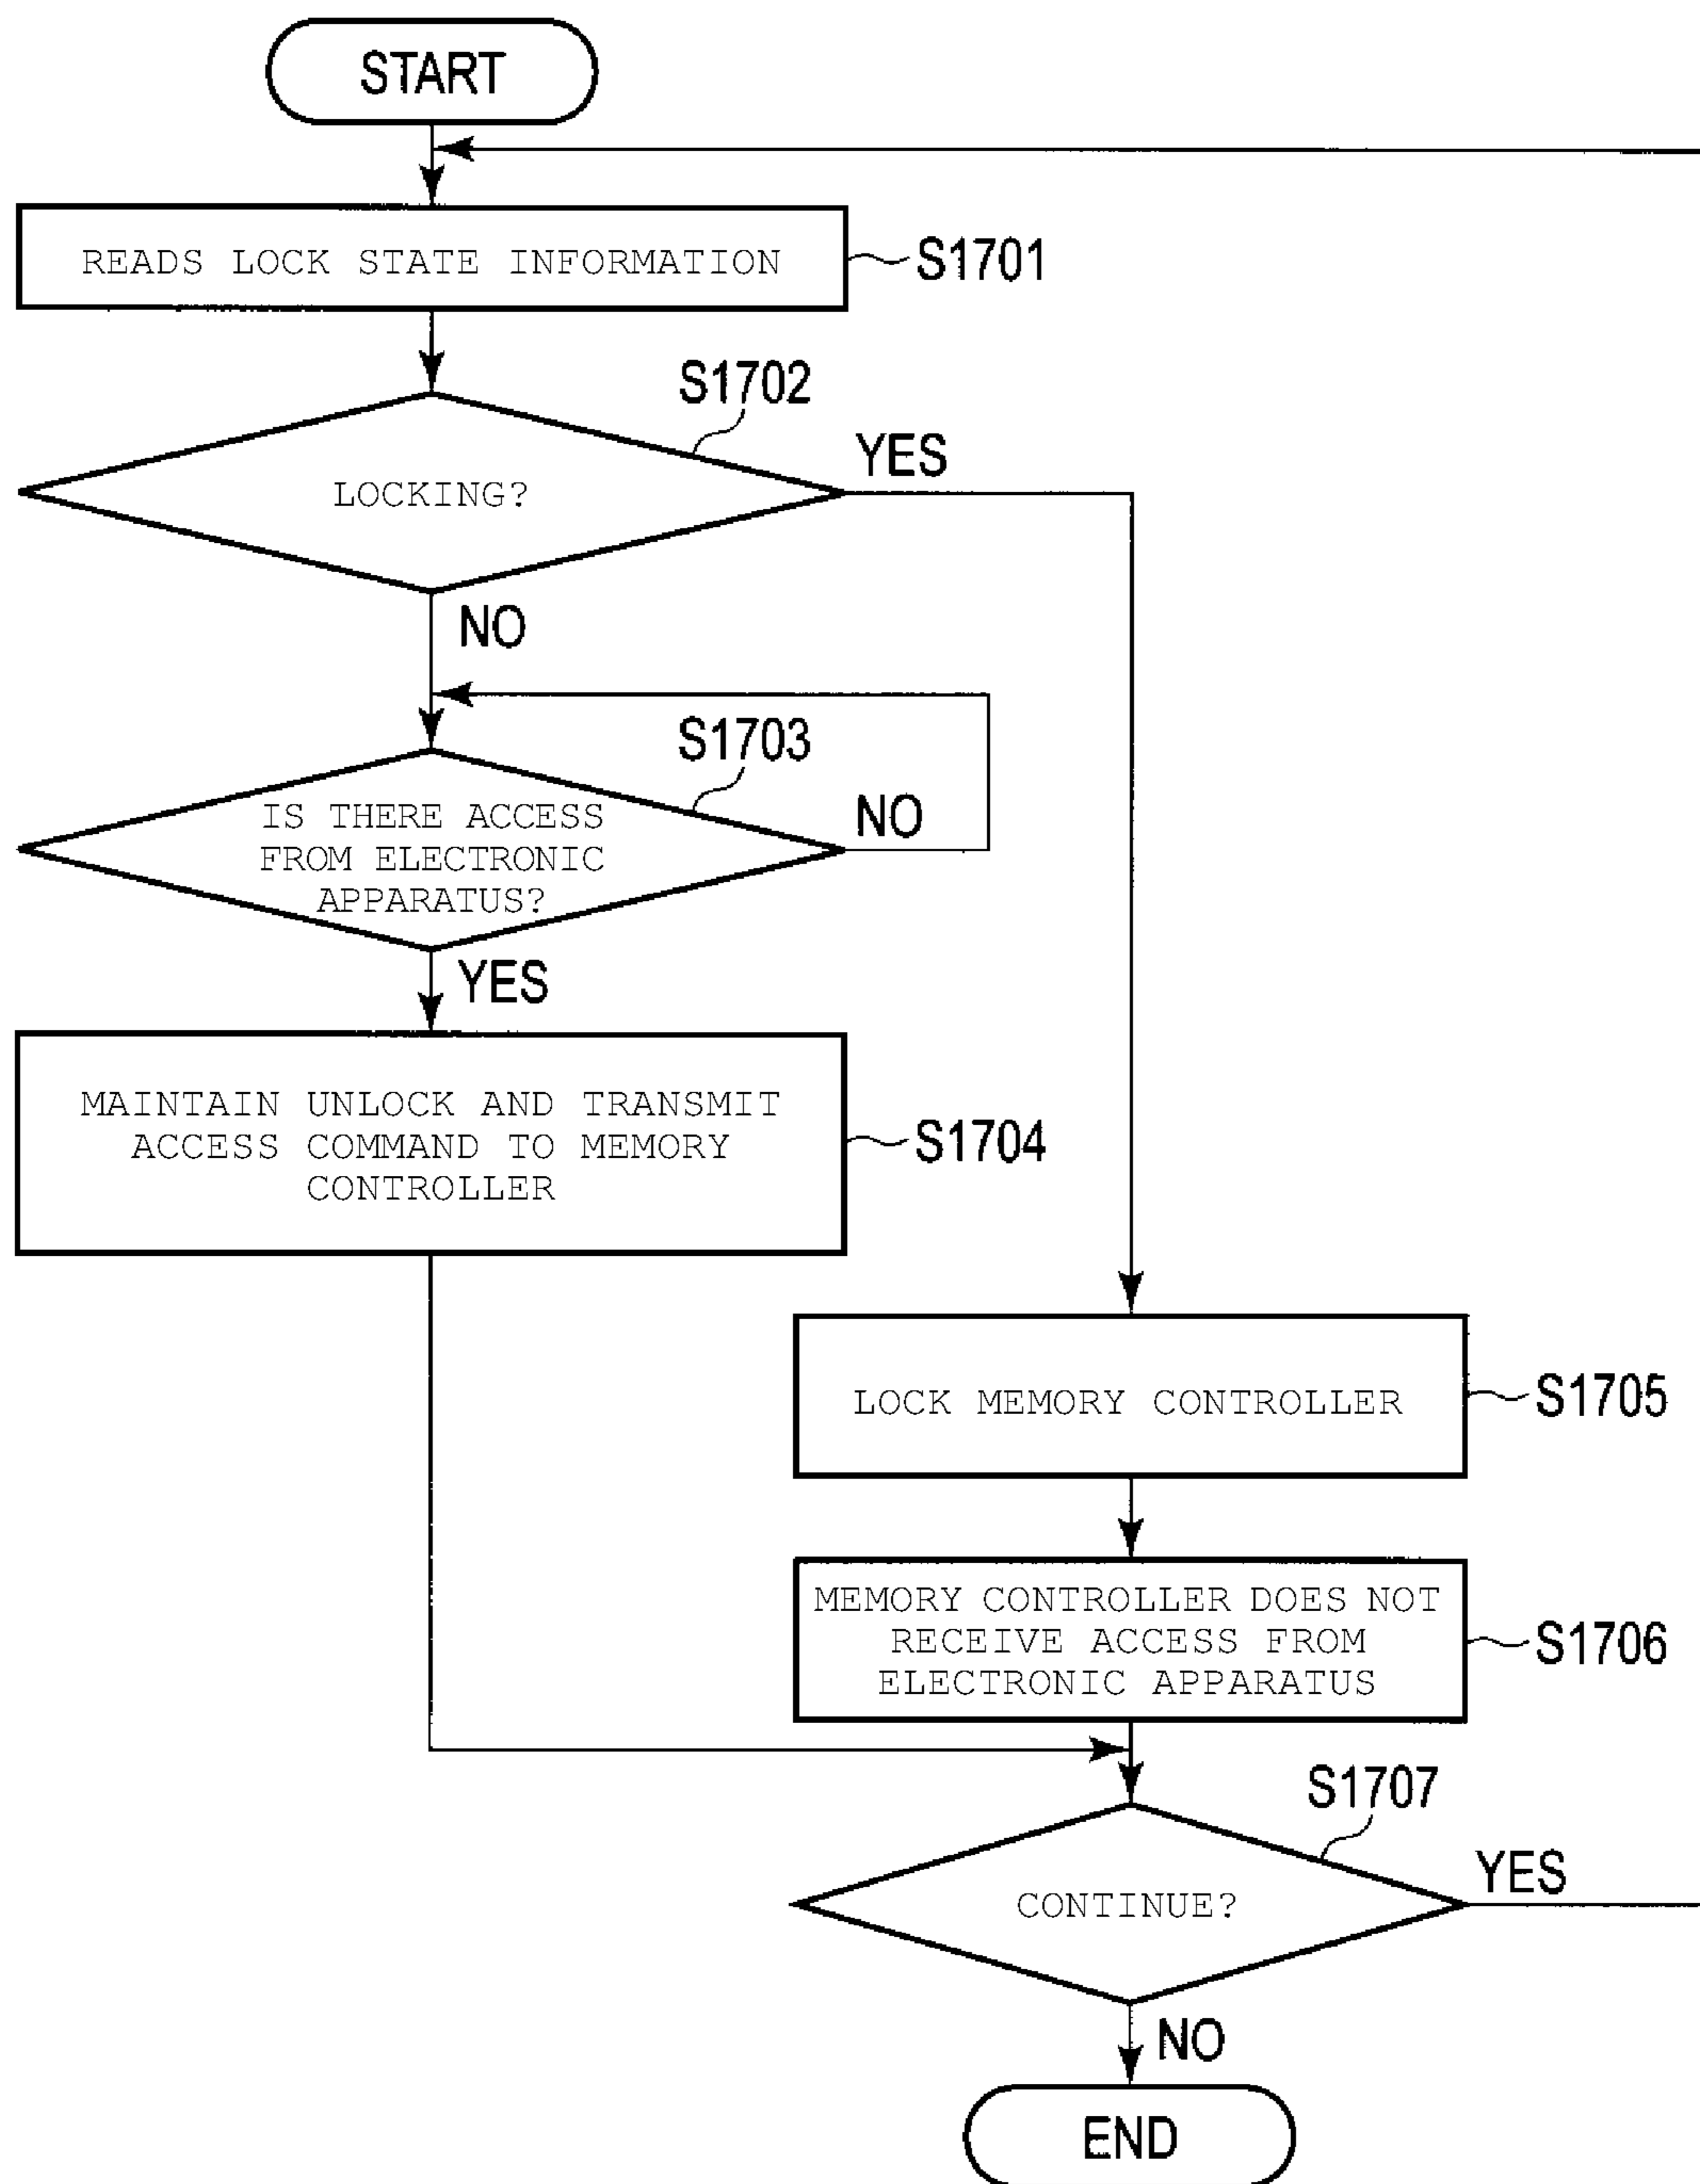 START
READS LOCK STATE INFORMATION
S1701
S1702
LOCKING?
YES
NO
S1703
IS THERE ACCESS
FROM ELECTRONIC
APPARATUS?
NO
YES
MAINTAIN UNLOCK AND TRANSMIT
ACCESS COMMAND TO MEMORY
CONTROLLER
S1704
LOCK MEMORY CONTROLLER
S1705
MEMORY CONTROLLER DOES NOT
RECEIVE ACCESS FROM
ELECTRONIC APPARATUS
S1706
S1707
CONTINUE?
YES
NO
END